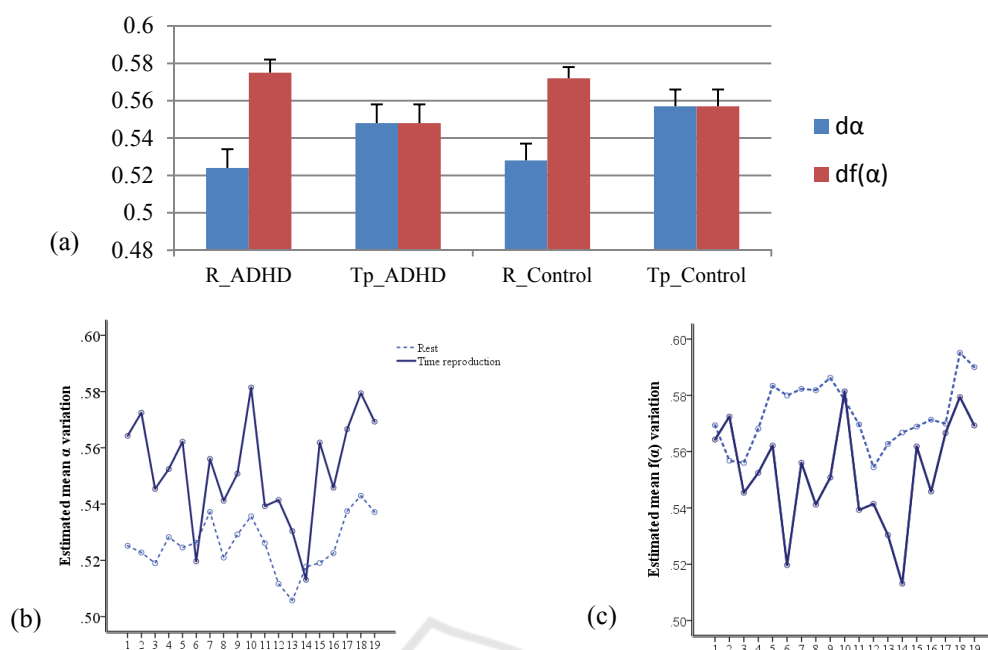 0.6
0.58
0.56
0.54
0.52
0.5
0.48
(a)
R_ADHD Tp_ADHD R_Control Tp_Control
dα
df(α)
Estimated mean α variation
.60
.58
.56
.54
.52
.50
(b)
1 2 3 4 5 6 7 8 9 10 11 12 13 14 15 16 17 18 19
Rest
Time reproduction
Estimated mean f(α) variation
.60
.58
.56
.54
.52
.50
(c)
1 2 3 4 5 6 7 8 9 10 11 12 13 14 15 16 17 18 19